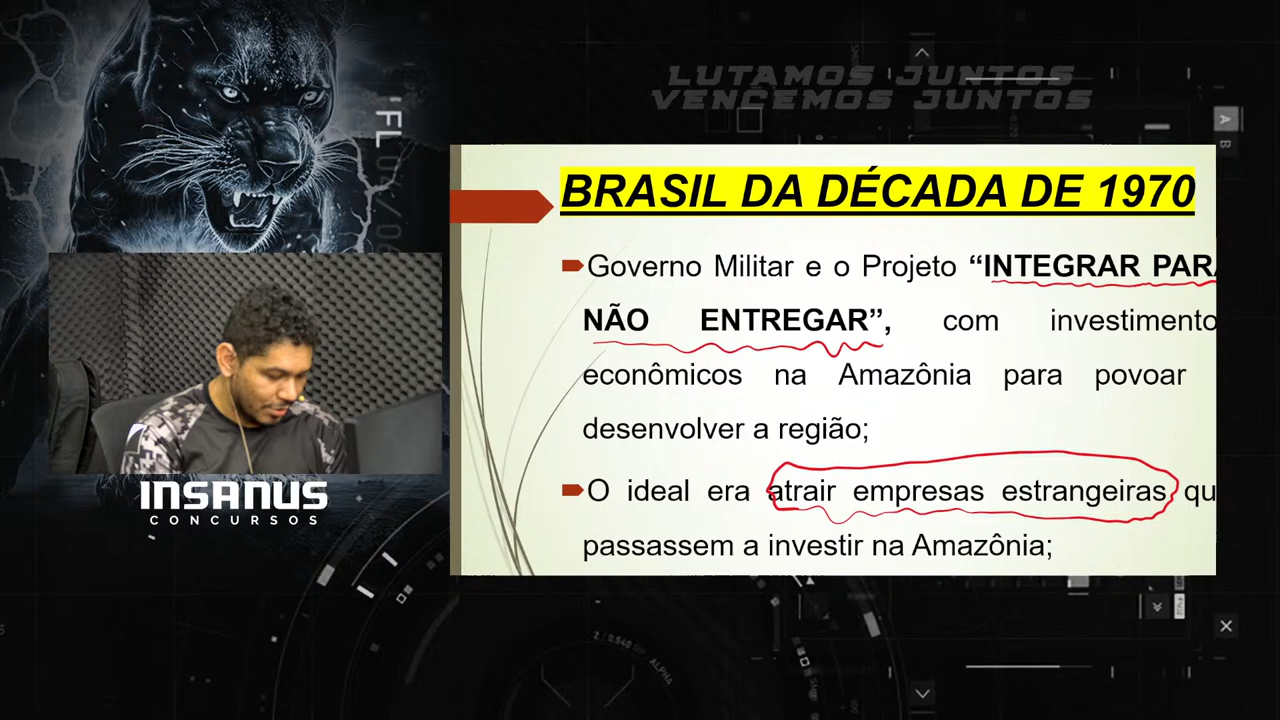 LUTAMOS JUNTOS
VENCEMOS JUNTOS
BRASIL DA DÉCADA DE 1970
Governo Militar e o Projeto “INTEGRAR PARA
NÃO ENTREGAR”, com investimento
econômicos na Amazônia para povoar
desenvolver a região;
O ideal era atrair empresas estrangeiras qu
passassem a investir na Amazônia;
INSANUS
CONCURSOS
A
B